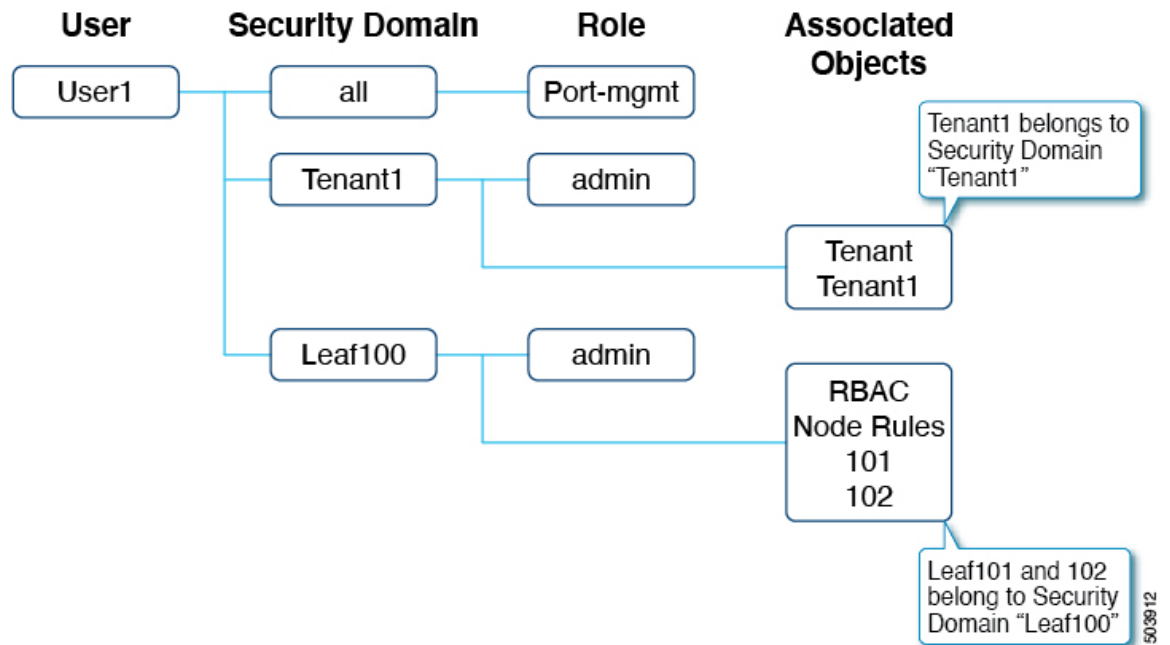 User
Security Domain
Role
Associated
Objects
User1
all
Port-mgmt
Tenant1 belongs to
Security Domain
“Tenant1”
Tenant1
admin
Tenant
Tenant1
Leaf100
admin
RBAC
Node Rules
101
102
Leaf101 and 102
belong to Security
Domain “Leaf100”
503912